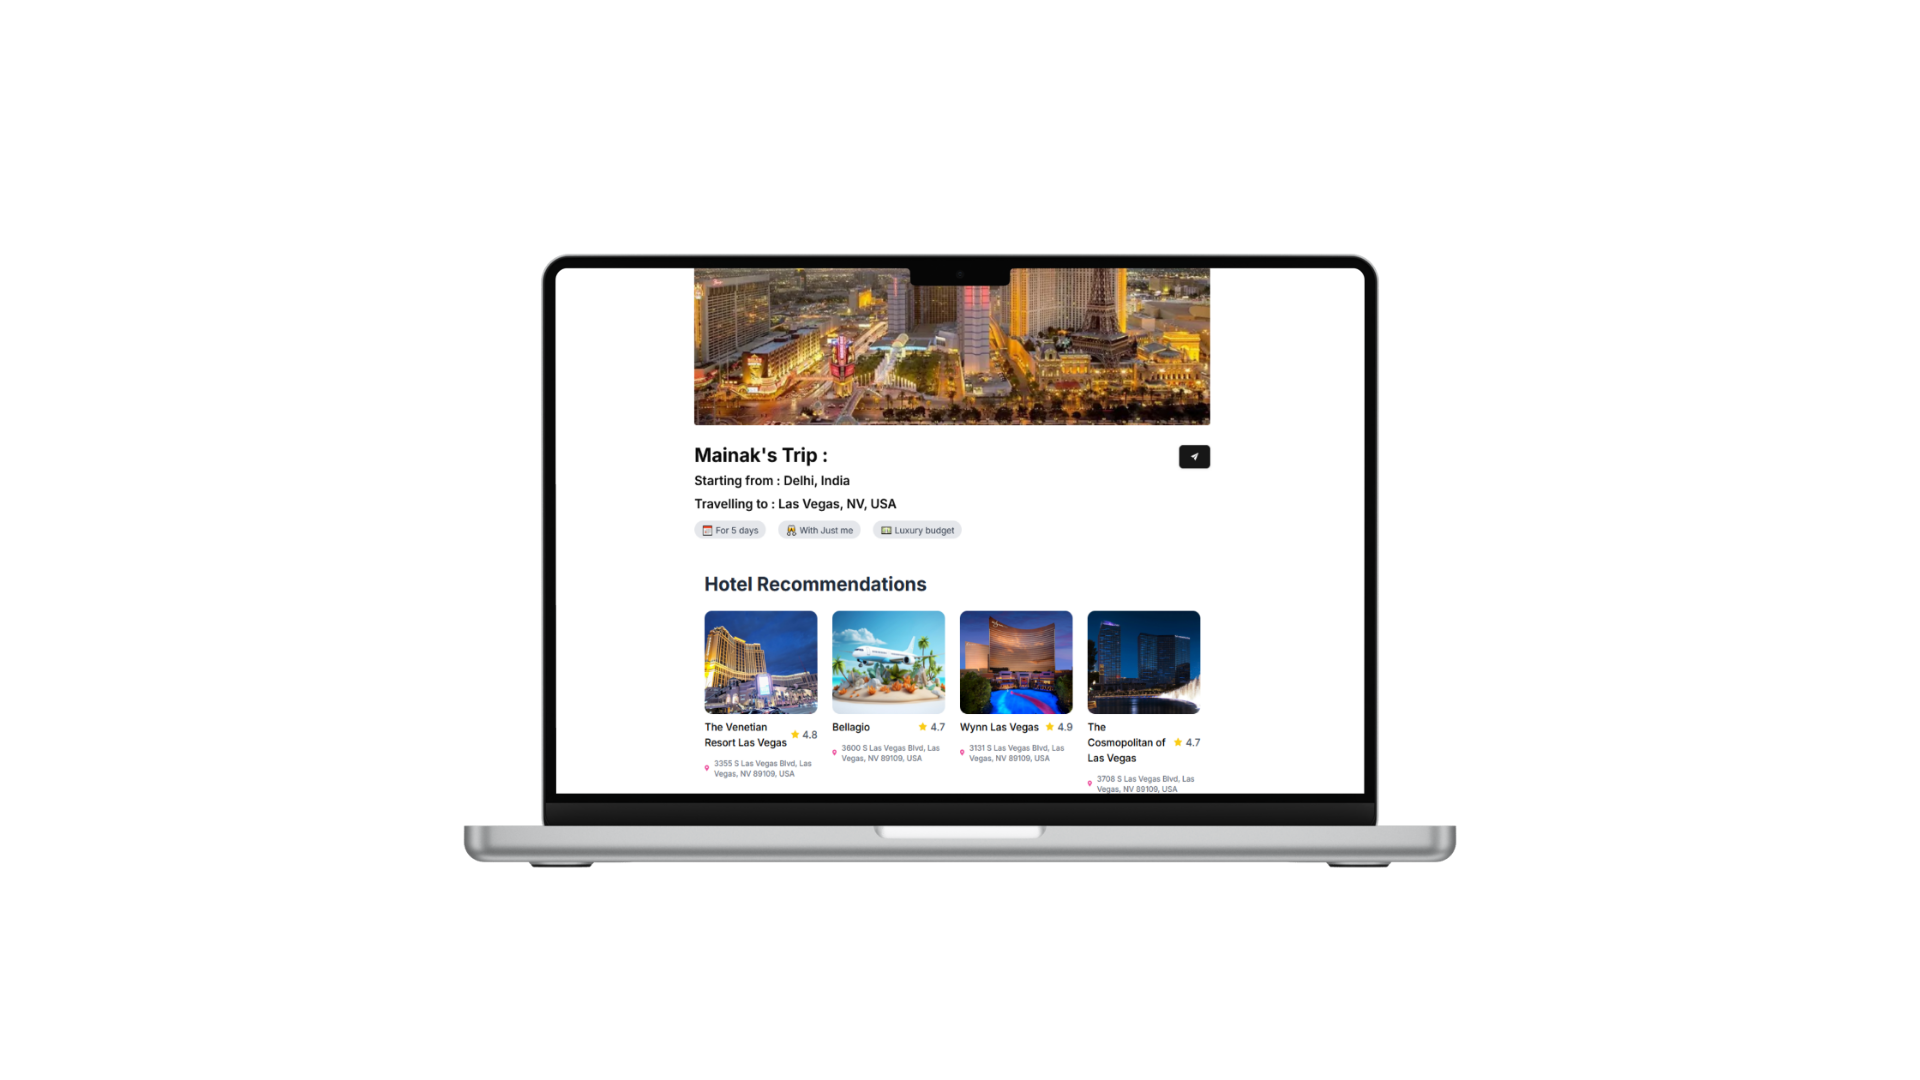 Mainak's Trip :
Starting from : Delhi, India
Travelling to : Las Vegas, NV, USA
For 5 days
With Just me
Luxury budget
Hotel Recommendations
The Venetian
Resort Las Vegas
4.8
3355 S Las Vegas Blvd, Las
Vegas, NV 89109, USA
Bellagio
4.7
3600 S Las Vegas Blvd, Las
Vegas, NV 89109, USA
Wynn Las Vegas
4.9
3131 S Las Vegas Blvd, Las
Vegas, NV 89109, USA
The
Cosmopolitan of
Las Vegas
4.7
3708 S Las Vegas Blvd, Las
Vegas, NV 89109, USA